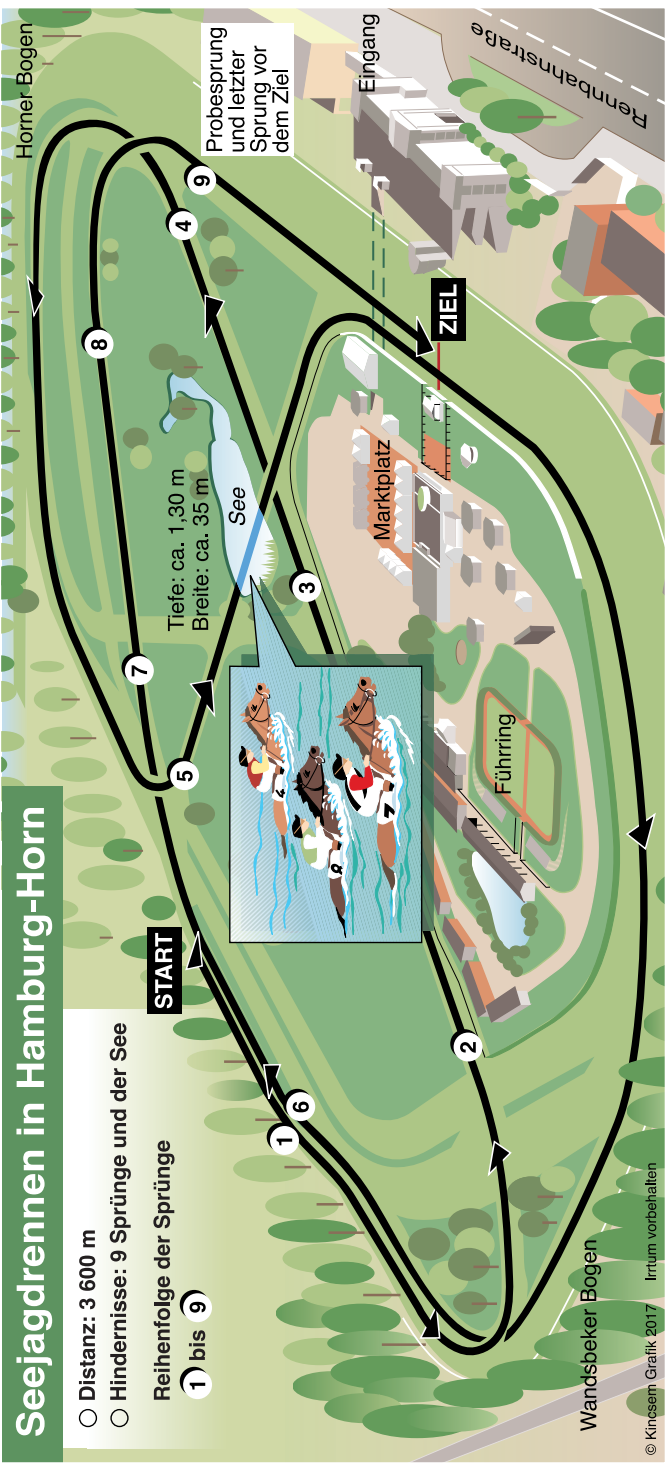 Seejagdrennen in Hamburg-Horn
Distanz: 3 600 m
Hindernisse: 9 Sprünge und der See
Reihenfolge der Sprünge
1 bis 9
START
Horner Bogen
Probesprung
und letzter
Sprung vor
dem Ziel
Eingang
Rennbahnstraße
ZIEL
Tiefe: ca. 1,30 m
Breite: ca. 35 m
See
Marktplatz
Führring
Wandsbeker Bogen
1
2
3
4
5
6
7
8
9
4
8
7
© Kincsem Grafik 2017 Irrtum vorbehalten